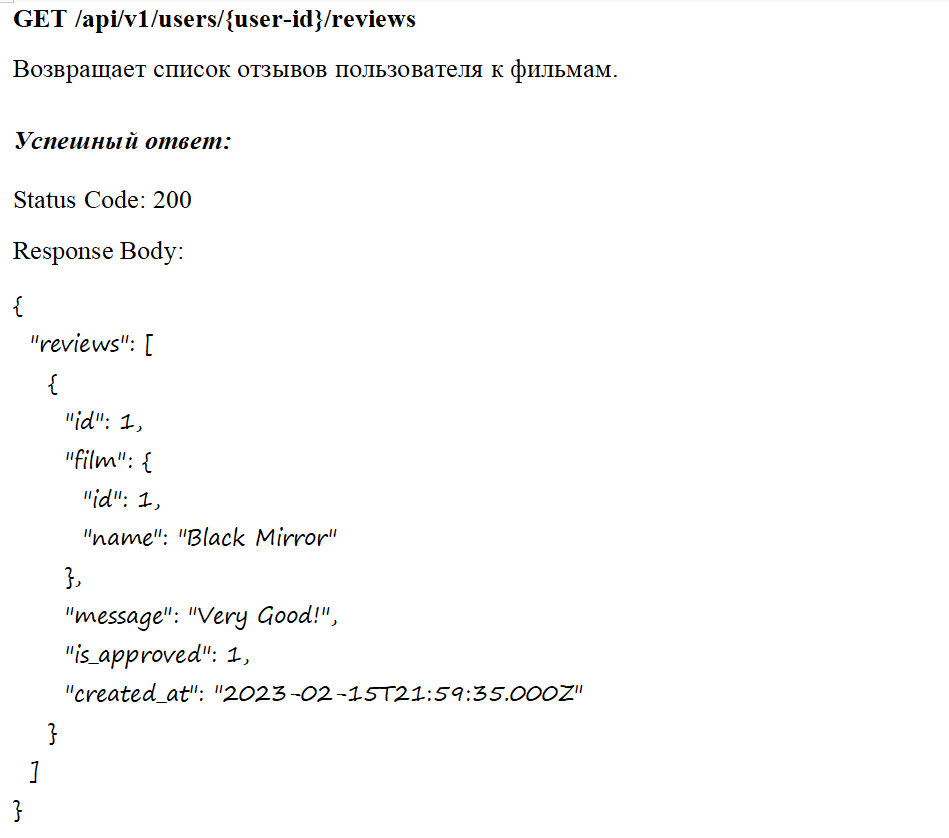 GET /api/v1/users/{user-id}/reviews
Возвращает список отзывов пользователя к фильмам.
Успешный ответ:
Status Code: 200
Response Body:
{
"reviews": [
{
"id": 1,
"film": {
"id": 1,
"name": "Black Mirror"
},
"message": "Very Good!",
"is_approved": 1,
"created_at": "2023-02-15T21:59:35.000Z"
}
]
}